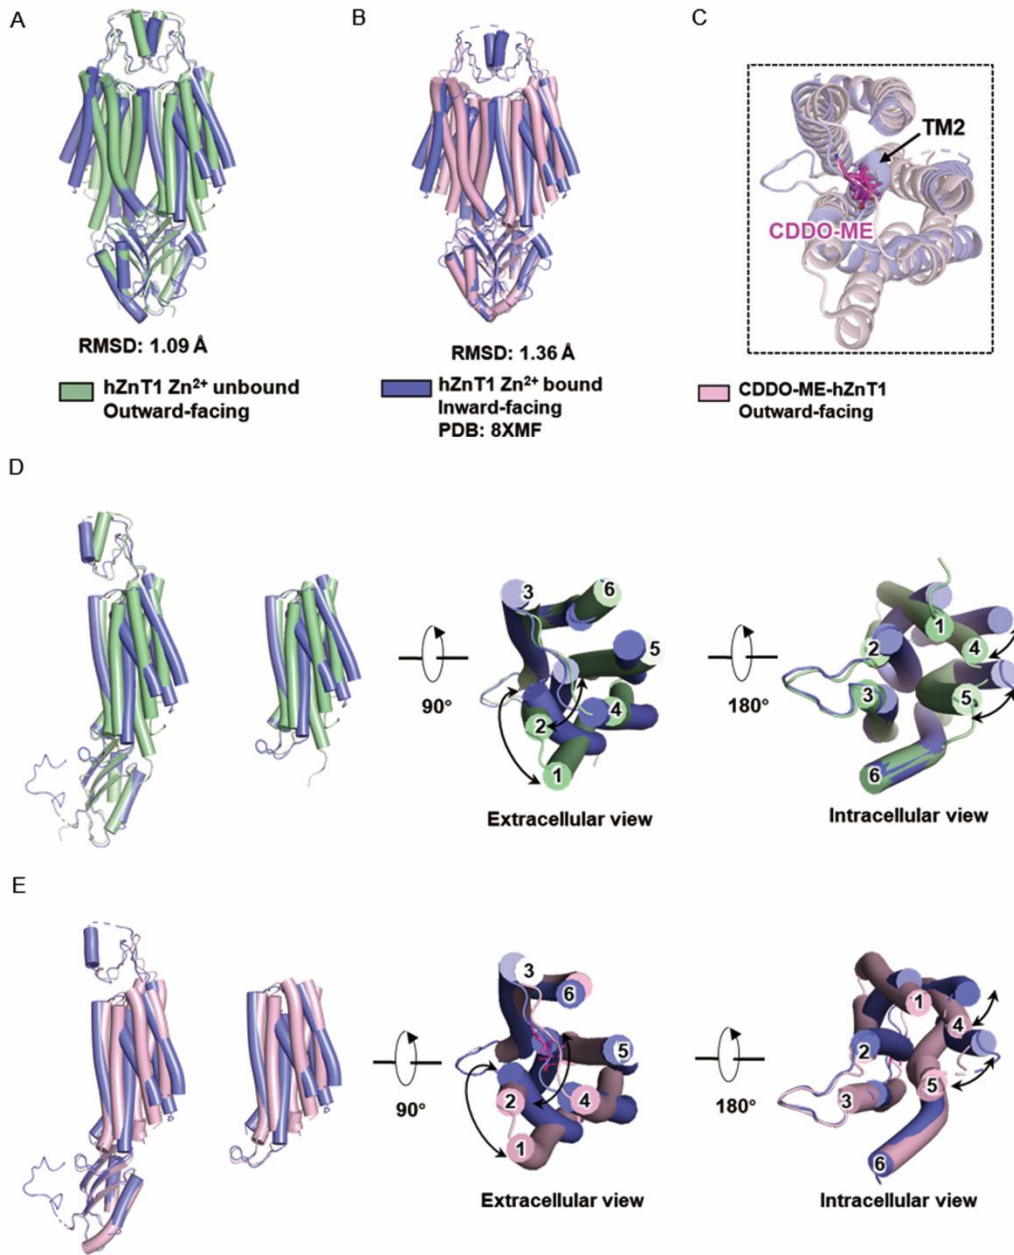 A
B
C
TM2
CDDO-ME
RMSD: 1.09 Å
RMSD: 1.36 Å
hZnT1 Zn²⁺ unbound
Outward-facing
hZnT1 Zn²⁺ bound
Inward-facing
PDB: 8XMF
CDDO-ME-hZnT1
Outward-facing
D
90°
3
6
5
2
4
1
Extracellular view
180°
1
2
4
3
5
6
Intracellular view
E
90°
3
6
5
2
4
1
Extracellular view
180°
1
4
2
5
3
6
Intracellular view